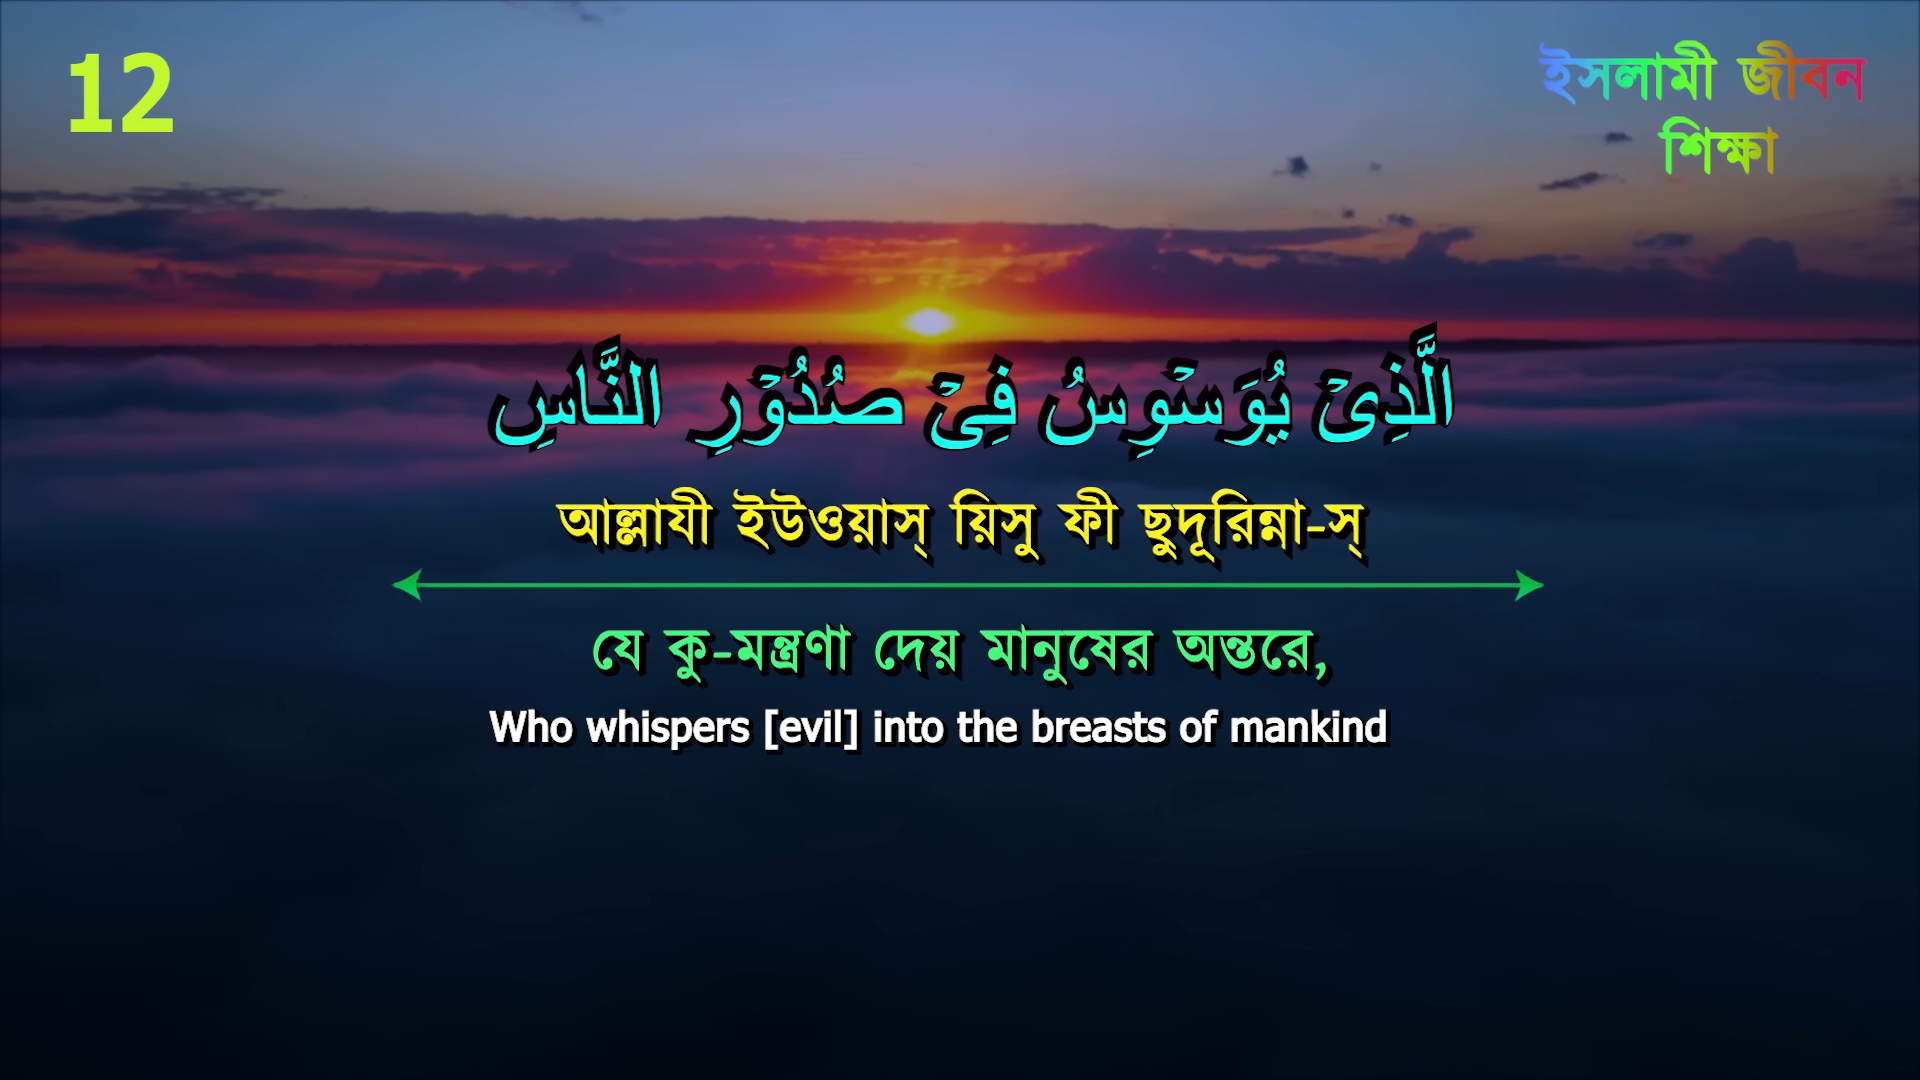 12
ইসলামী জীবন
শিক্ষা
الَّذِىْ يُوَسْوِسُ فِىْ صُدُوْرِ النَّاسِ
আল্লাযী ইউওয়াস্ য়িসু ফী ছুদূরিন্না-স্
যে কু-মন্ত্রণা দেয় মানুষের অন্তরে,
Who whispers [evil] into the breasts of mankind